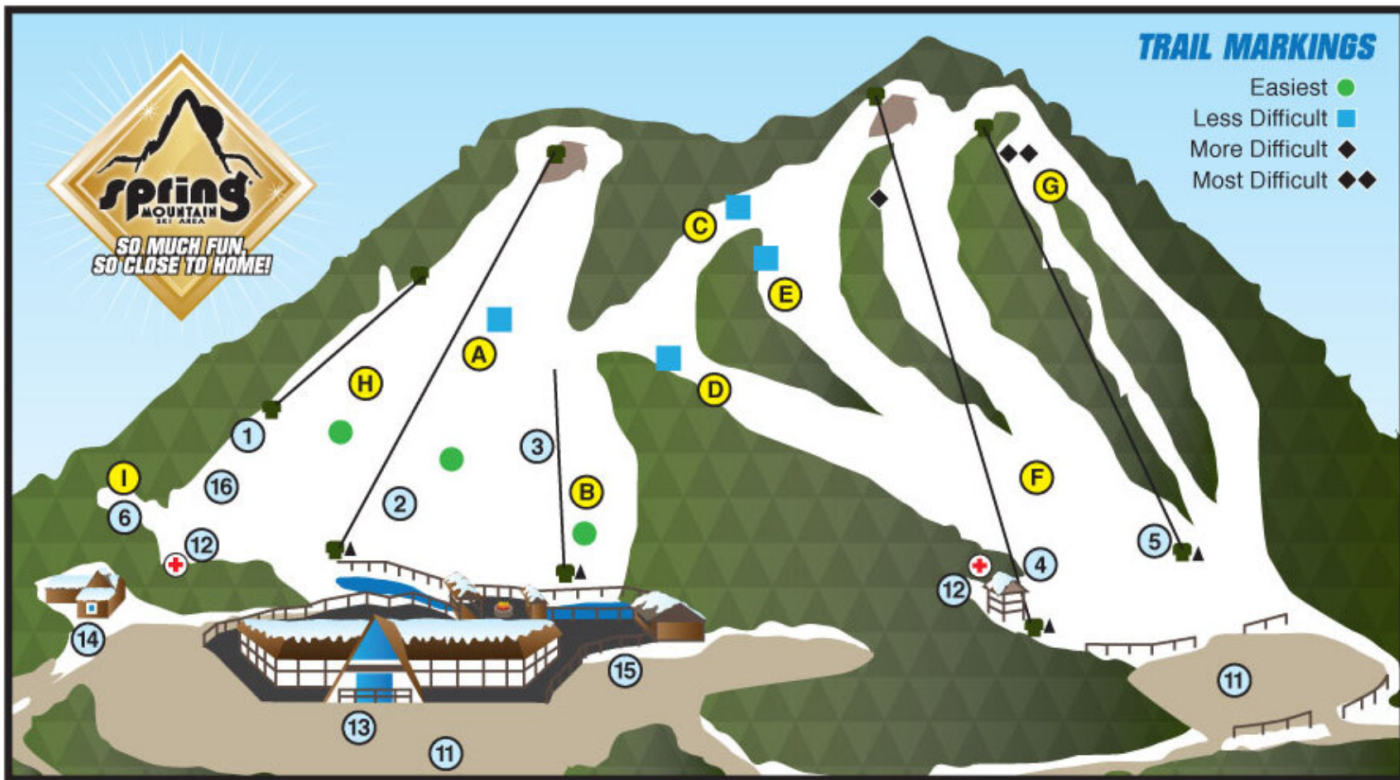 TRAIL MARKINGS
Easiest
Less Difficult
More Difficult
Most Difficult
spring
MOUNTAIN
SKI AREA
SO MUCH FUN,
SO CLOSE TO HOME!
G
C
E
A
D
H
1
3
I
16
2
B
F
6
12
5
4
12
14
15
11
13
11